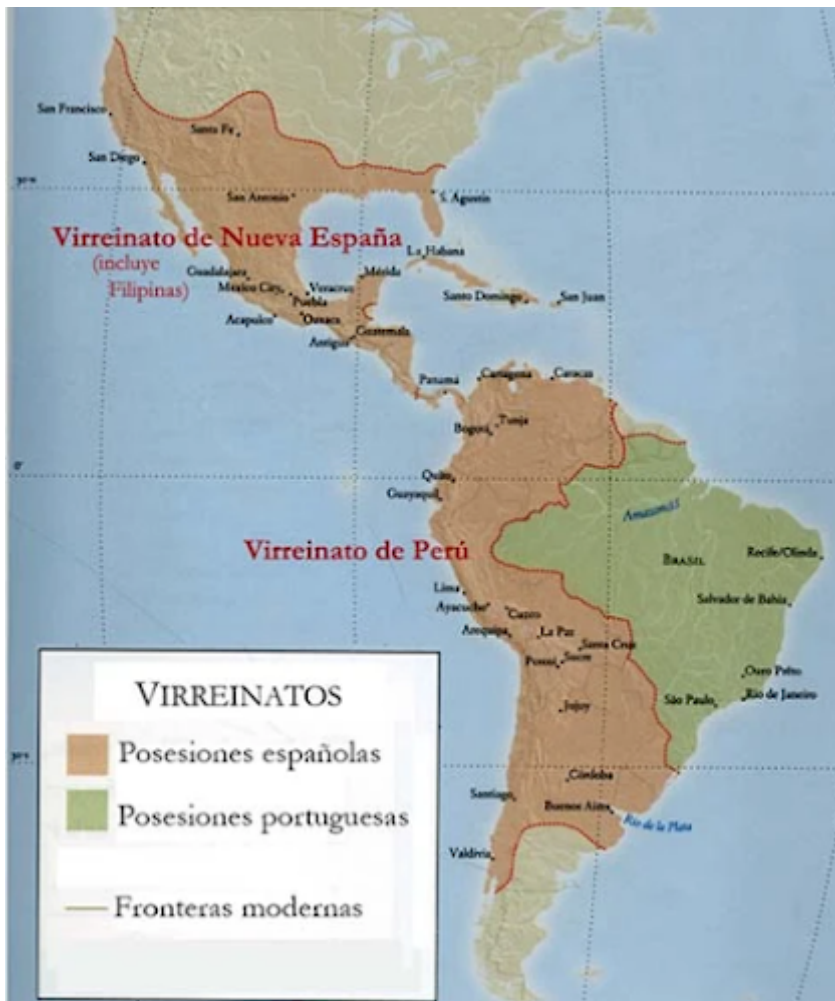 San Francisco
Santa Fe
San Diego
30°N
San Antonio
S. Agustín
Virreinato de Nueva España
(incluye
Filipinas)
La Habana
Guadalajara
Mérida
México City
Veracruz
Puebla
Santo Domingo
San Juan
Acapulco
Oaxaca
Guatemala
Antigua
Panamá
Cartagena
Caracas
Tunja
Bogotá
0°
Quito
Guayaquil
Amazonas
Virreinato de Perú
BRASIL
Recife/Olinda
Lima
Ayacucho
Cuzco
Salvador de Bahía
Arequipa
La Paz
Santa Cruz
Potosí
Sucre
Ouro Prêto
São Paulo
Rio de Janeiro
Jujuy
VIRREINATOS
Posesiones españolas
30°S
Córdoba
Santiago
Buenos Aires
Río de la Plata
Posesiones portuguesas
Valdivia
Fronteras modernas